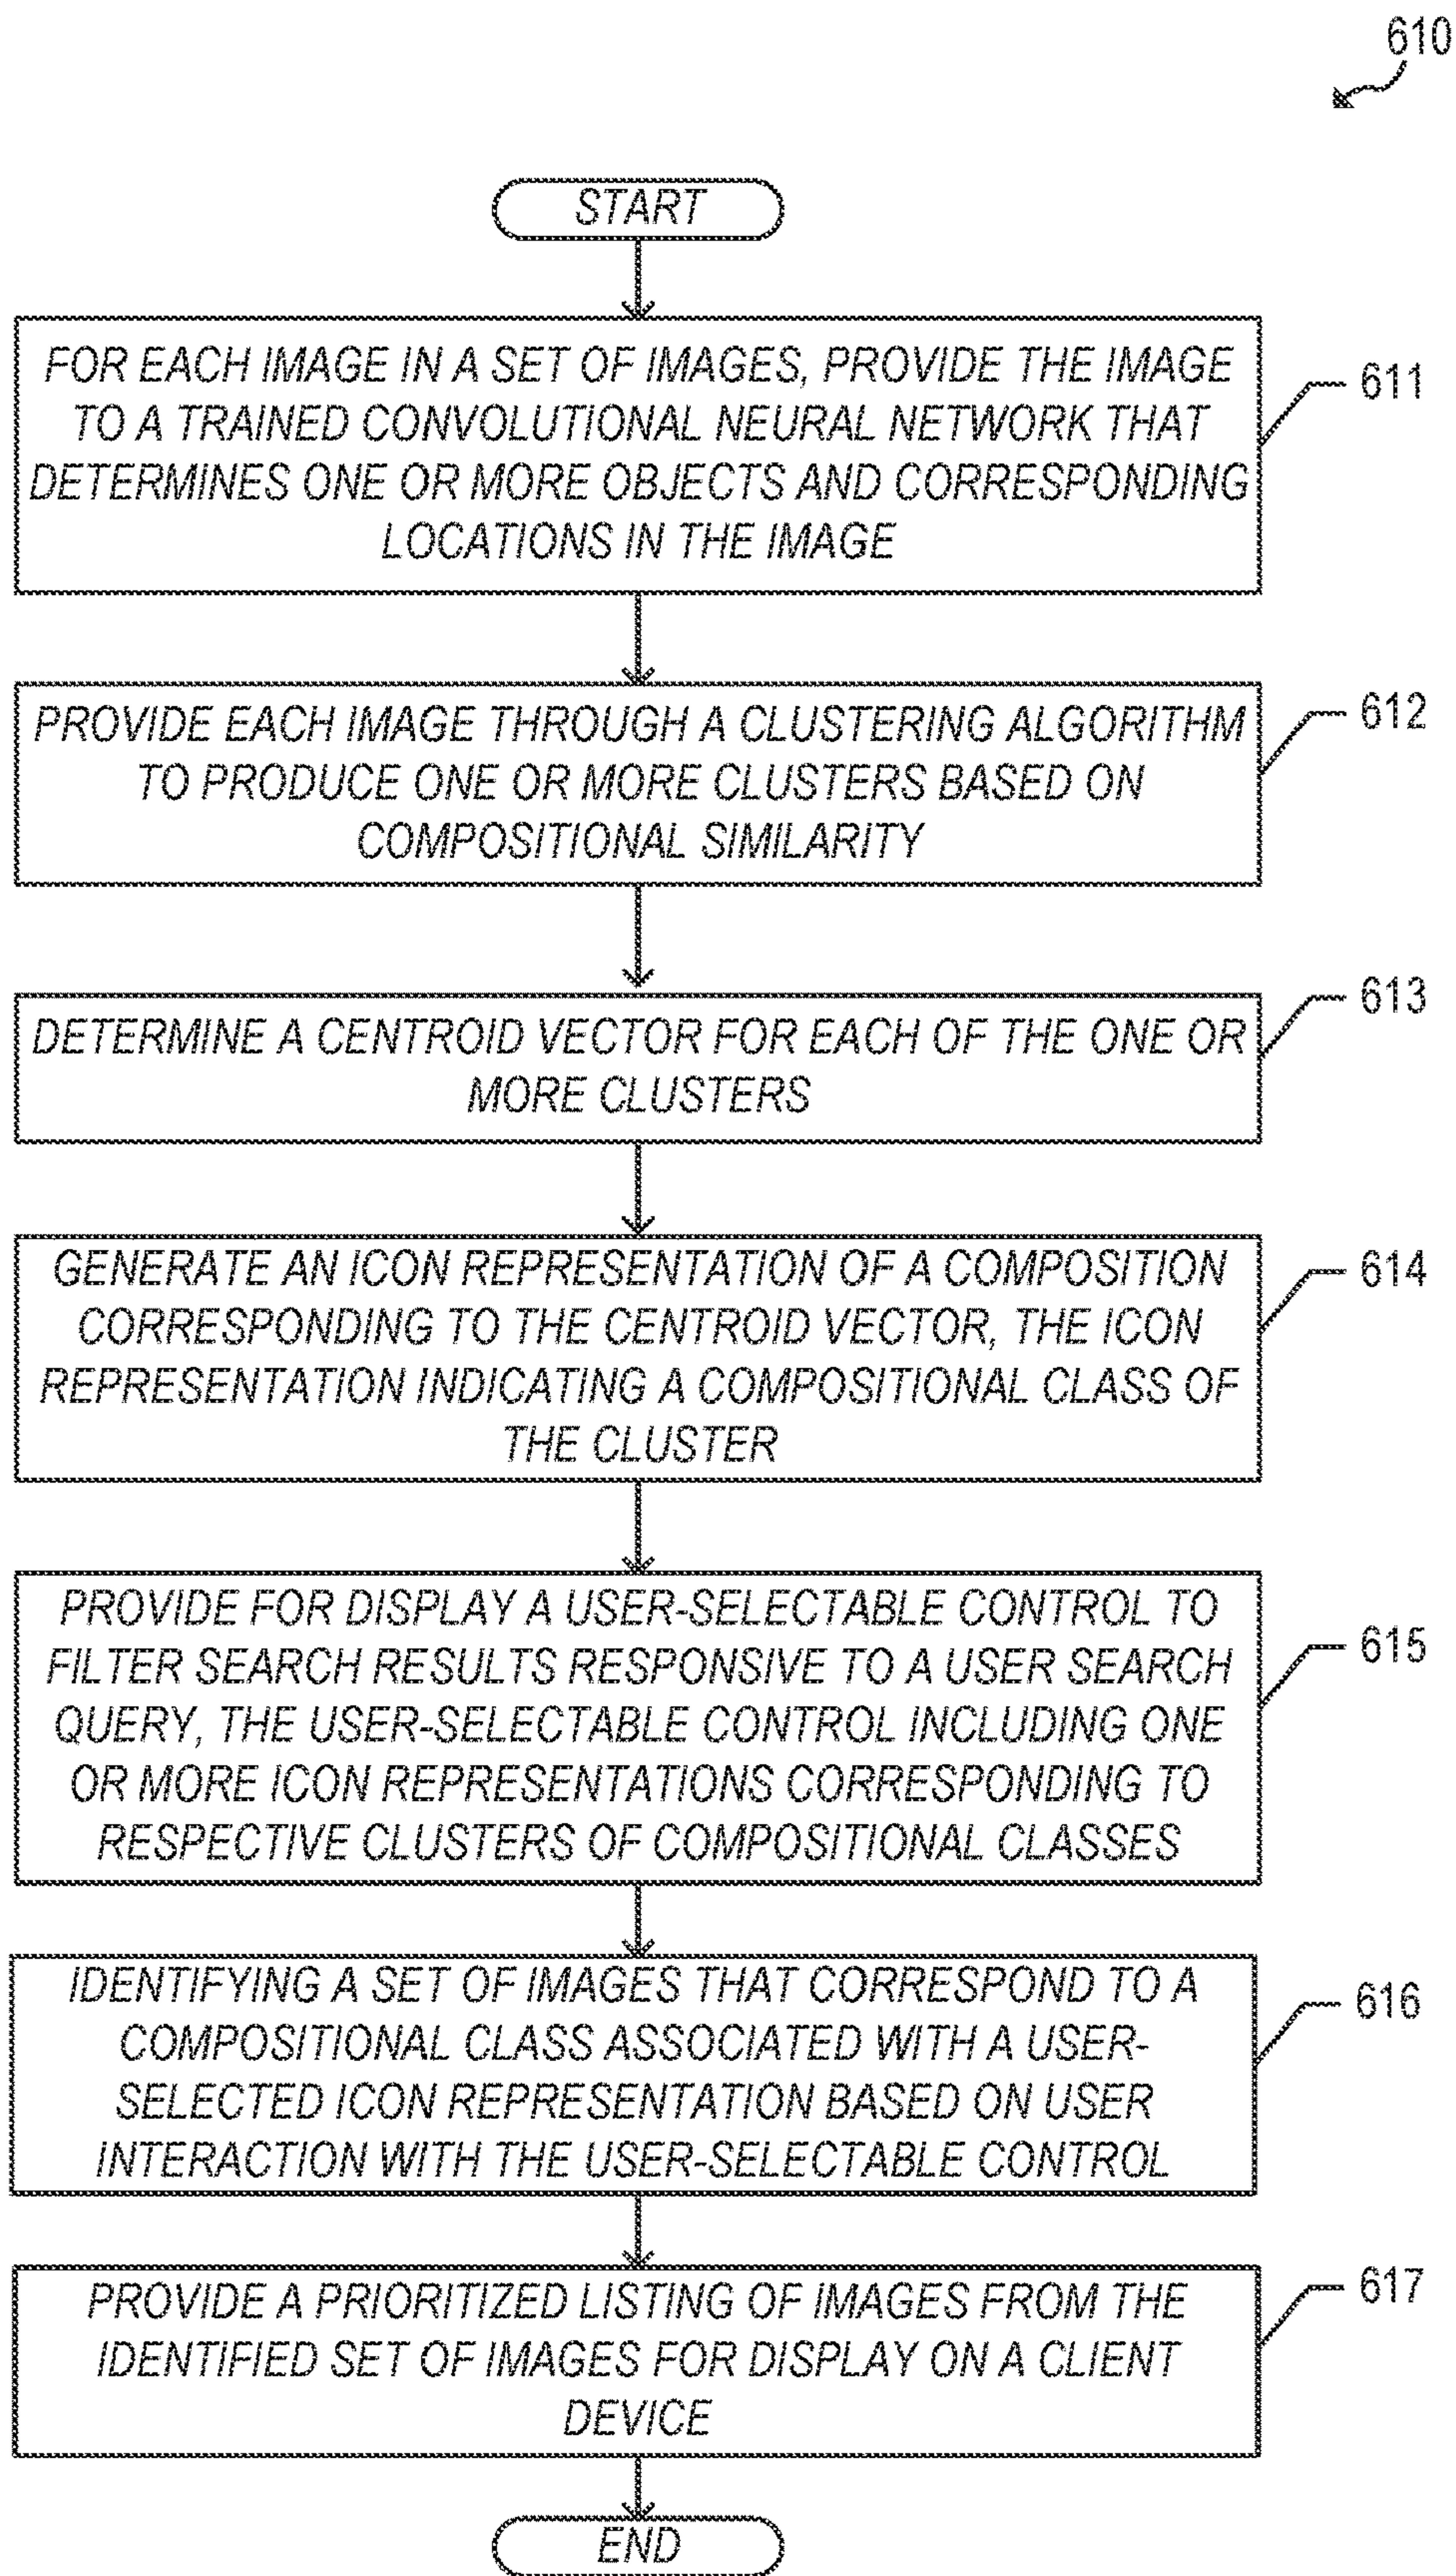 610
START
FOR EACH IMAGE IN A SET OF IMAGES, PROVIDE THE IMAGE
TO A TRAINED CONVOLUTIONAL NEURAL NETWORK THAT
DETERMINES ONE OR MORE OBJECTS AND CORRESPONDING
LOCATIONS IN THE IMAGE
611
PROVIDE EACH IMAGE THROUGH A CLUSTERING ALGORITHM
TO PRODUCE ONE OR MORE CLUSTERS BASED ON
COMPOSITIONAL SIMILARITY
612
DETERMINE A CENTROID VECTOR FOR EACH OF THE ONE OR
MORE CLUSTERS
613
GENERATE AN ICON REPRESENTATION OF A COMPOSITION
CORRESPONDING TO THE CENTROID VECTOR, THE ICON
REPRESENTATION INDICATING A COMPOSITIONAL CLASS OF
THE CLUSTER
614
PROVIDE FOR DISPLAY A USER-SELECTABLE CONTROL TO
FILTER SEARCH RESULTS RESPONSIVE TO A USER SEARCH
QUERY, THE USER-SELECTABLE CONTROL INCLUDING ONE
OR MORE ICON REPRESENTATIONS CORRESPONDING TO
RESPECTIVE CLUSTERS OF COMPOSITIONAL CLASSES
615
IDENTIFYING A SET OF IMAGES THAT CORRESPOND TO A
COMPOSITIONAL CLASS ASSOCIATED WITH A USER-
SELECTED ICON REPRESENTATION BASED ON USER
INTERACTION WITH THE USER-SELECTABLE CONTROL
616
PROVIDE A PRIORITIZED LISTING OF IMAGES FROM THE
IDENTIFIED SET OF IMAGES FOR DISPLAY ON A CLIENT
DEVICE
617
END